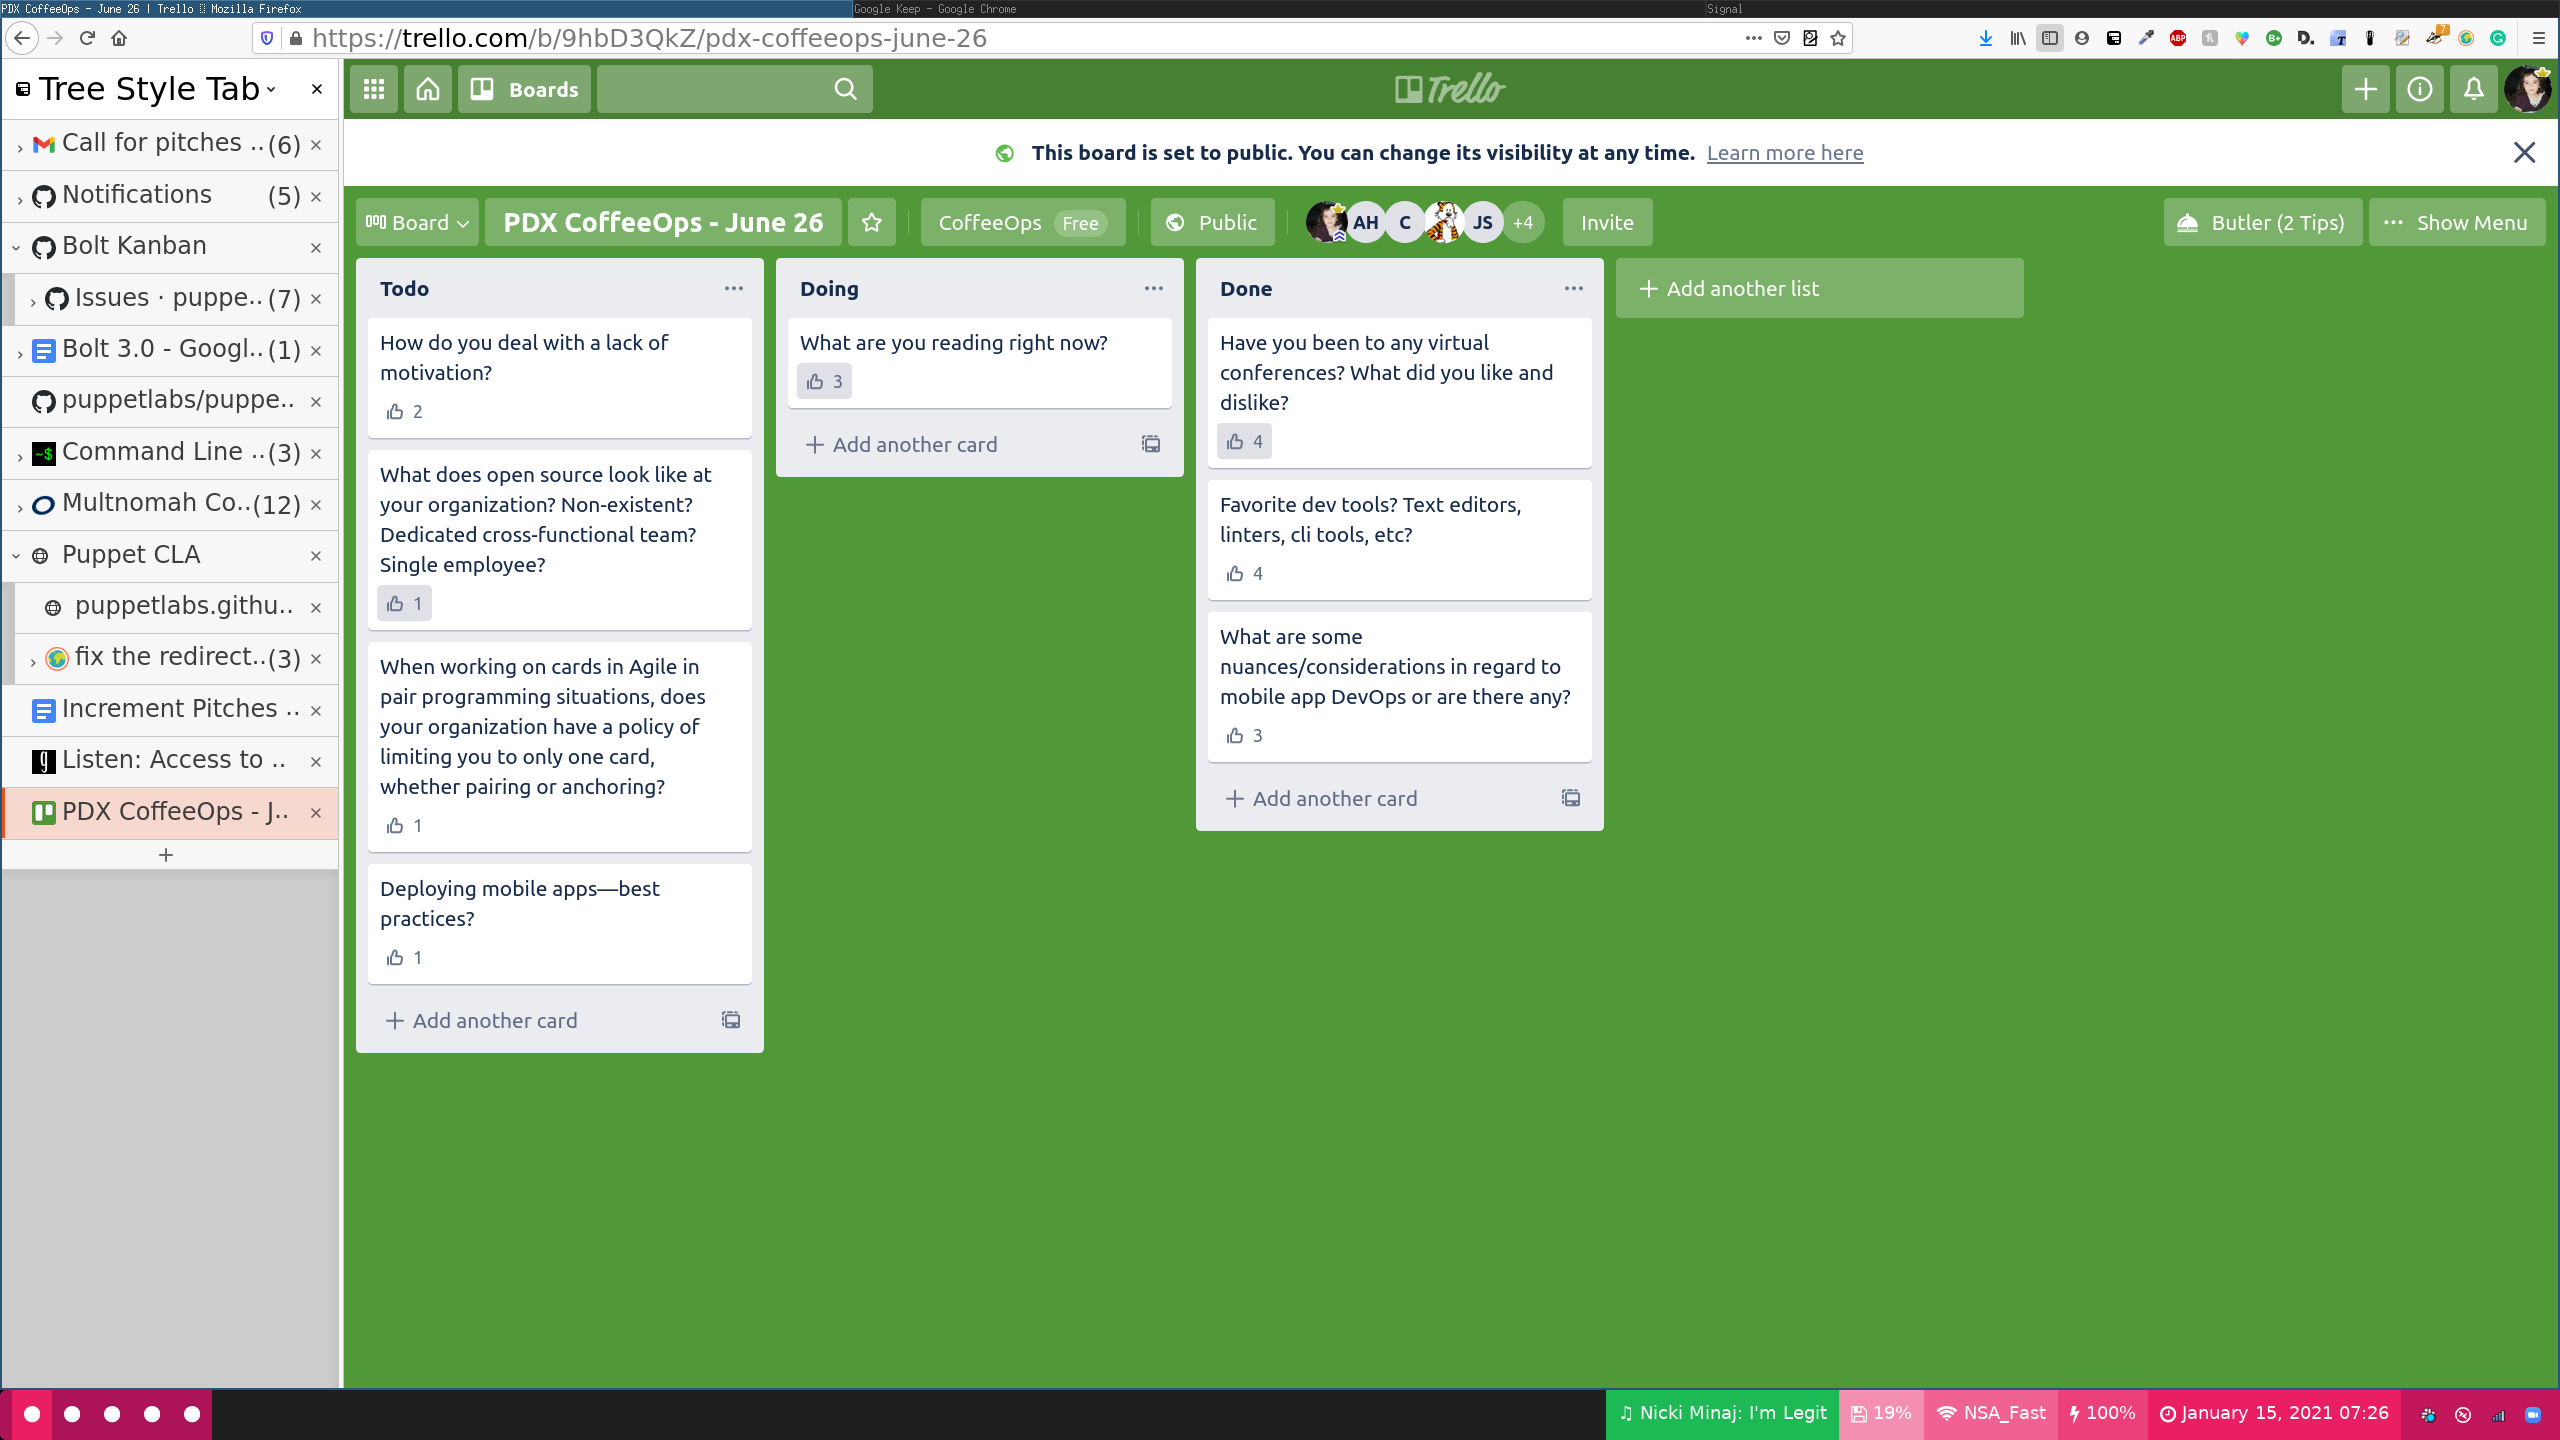 PDX CoffeeOps - June 26 | Trello Mozilla Firefox
Google Keep - Google Chrome
Signal
https://trello.com/b/9hbD3QkZ/pdx-coffeeops-june-26
7
Tree Style Tab
Boards
Trello
Call for pitches ..(6)
This board is set to public. You can change its visibility at any time. Learn more here
Notifications (5)
Board
PDX CoffeeOps - June 26
CoffeeOps Free
Public
AH
C
JS
+4
Invite
Butler (2 Tips)
... Show Menu
Bolt Kanban
Issues · puppe..(7)
Bolt 3.0 - Googl..(1)
puppetlabs/puppe..
Command Line ..(3)
Multnomah Co..(12)
Puppet CLA
puppetlabs.githu..
fix the redirect..(3)
Increment Pitches ..
Listen: Access to ..
PDX CoffeeOps - J..
+
Todo
How do you deal with a lack of
motivation?
2
What does open source look like at
your organization? Non-existent?
Dedicated cross-functional team?
Single employee?
1
When working on cards in Agile in
pair programming situations, does
your organization have a policy of
limiting you to only one card,
whether pairing or anchoring?
1
Deploying mobile apps—best
practices?
1
+ Add another card
Doing
What are you reading right now?
3
+ Add another card
Done
Have you been to any virtual
conferences? What did you like and
dislike?
4
Favorite dev tools? Text editors,
linters, cli tools, etc?
4
What are some
nuances/considerations in regard to
mobile app DevOps or are there any?
3
+ Add another card
+ Add another list
♫ Nicki Minaj: I'm Legit
19%
NSA_Fast
100%
January 15, 2021 07:26